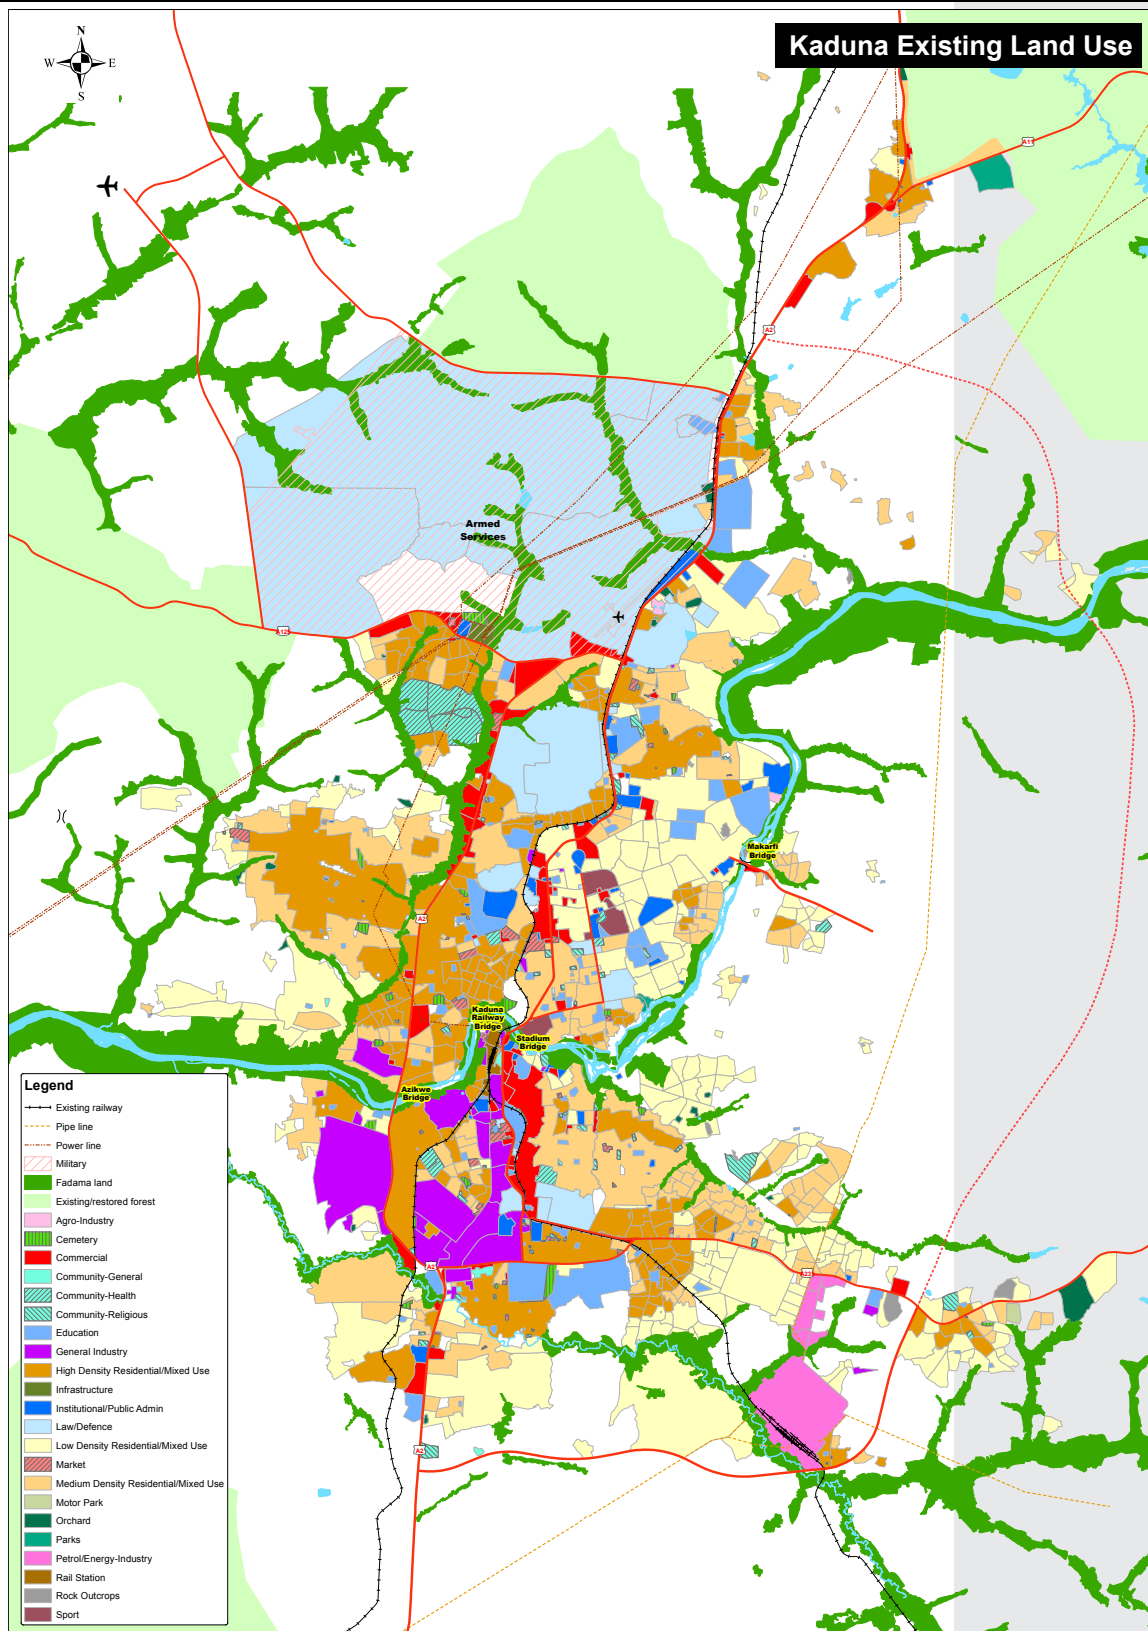 Kaduna Existing Land Use
N
W
E
S
A11
A2
Armed
Services
A125
Makarfi
Bridge
A2
Kaduna
Railway
Bridge
Stadium
Bridge
Azikwe
Bridge
A2
A235
A2
Legend
Existing railway
Pipe line
Power line
Military
Fadama land
Existing/restored forest
Agro-Industry
Cemetery
Commercial
Community-General
Community-Health
Community-Religious
Education
General Industry
High Density Residential/Mixed Use
Infrastructure
Institutional/Public Admin
Law/Defence
Low Density Residential/Mixed Use
Market
Medium Density Residential/Mixed Use
Motor Park
Orchard
Parks
Petrol/Energy-Industry
Rail Station
Rock Outcrops
Sport